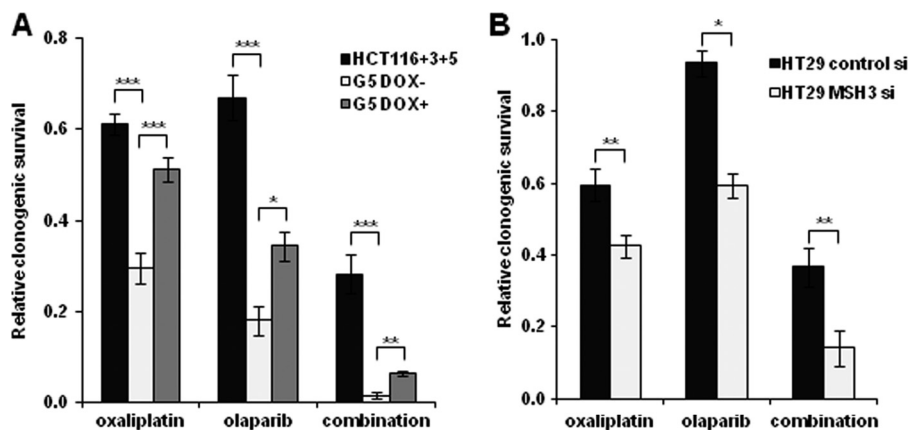 A
Relative clonogenic survival
0.8
0.6
0.4
0.2
0.0
***
***
***
*
***
**
HCT116+3+5
G5 DOX-
G5 DOX+
oxaliplatin
olaparib
combination
B
Relative clonogenic survival
1.0
0.8
0.6
0.4
0.2
0.0
**
*
**
HT29 control si
HT29 MSH3 si
oxaliplatin
olaparib
combination